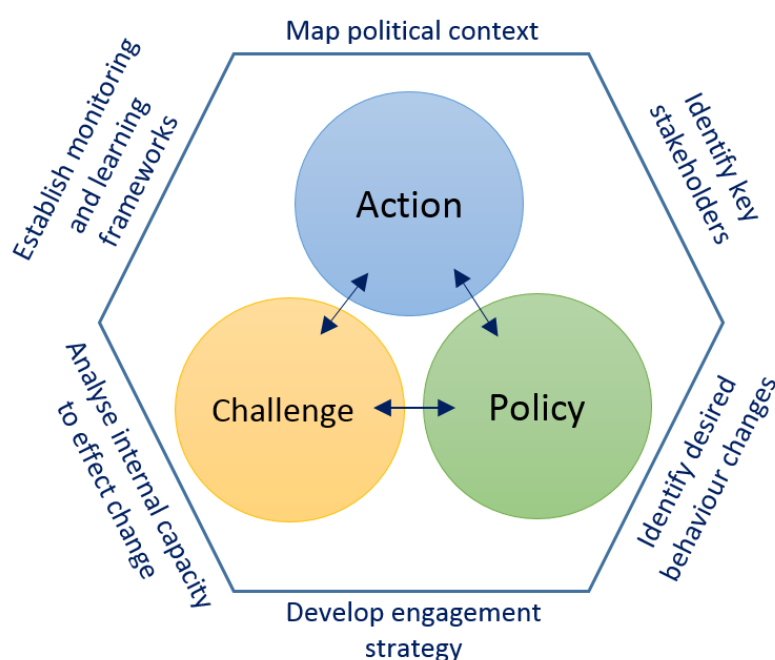 Map political context
Identify key
stakeholders
Identify desired
behaviour changes
Develop engagement
strategy
Analyse internal capacity
to effect change
Establish monitoring
and learning
frameworks
Action
Challenge
Policy